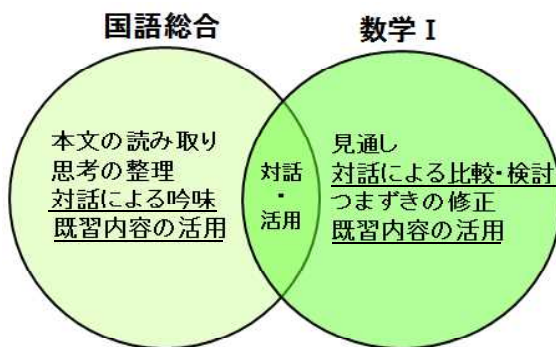 国語総合
数学Ⅰ
本文の読み取り
思考の整理
対話による吟味
既習内容の活用
対話
・
活用
見通し
対話による比較・検討
つまずきの修正
既習内容の活用